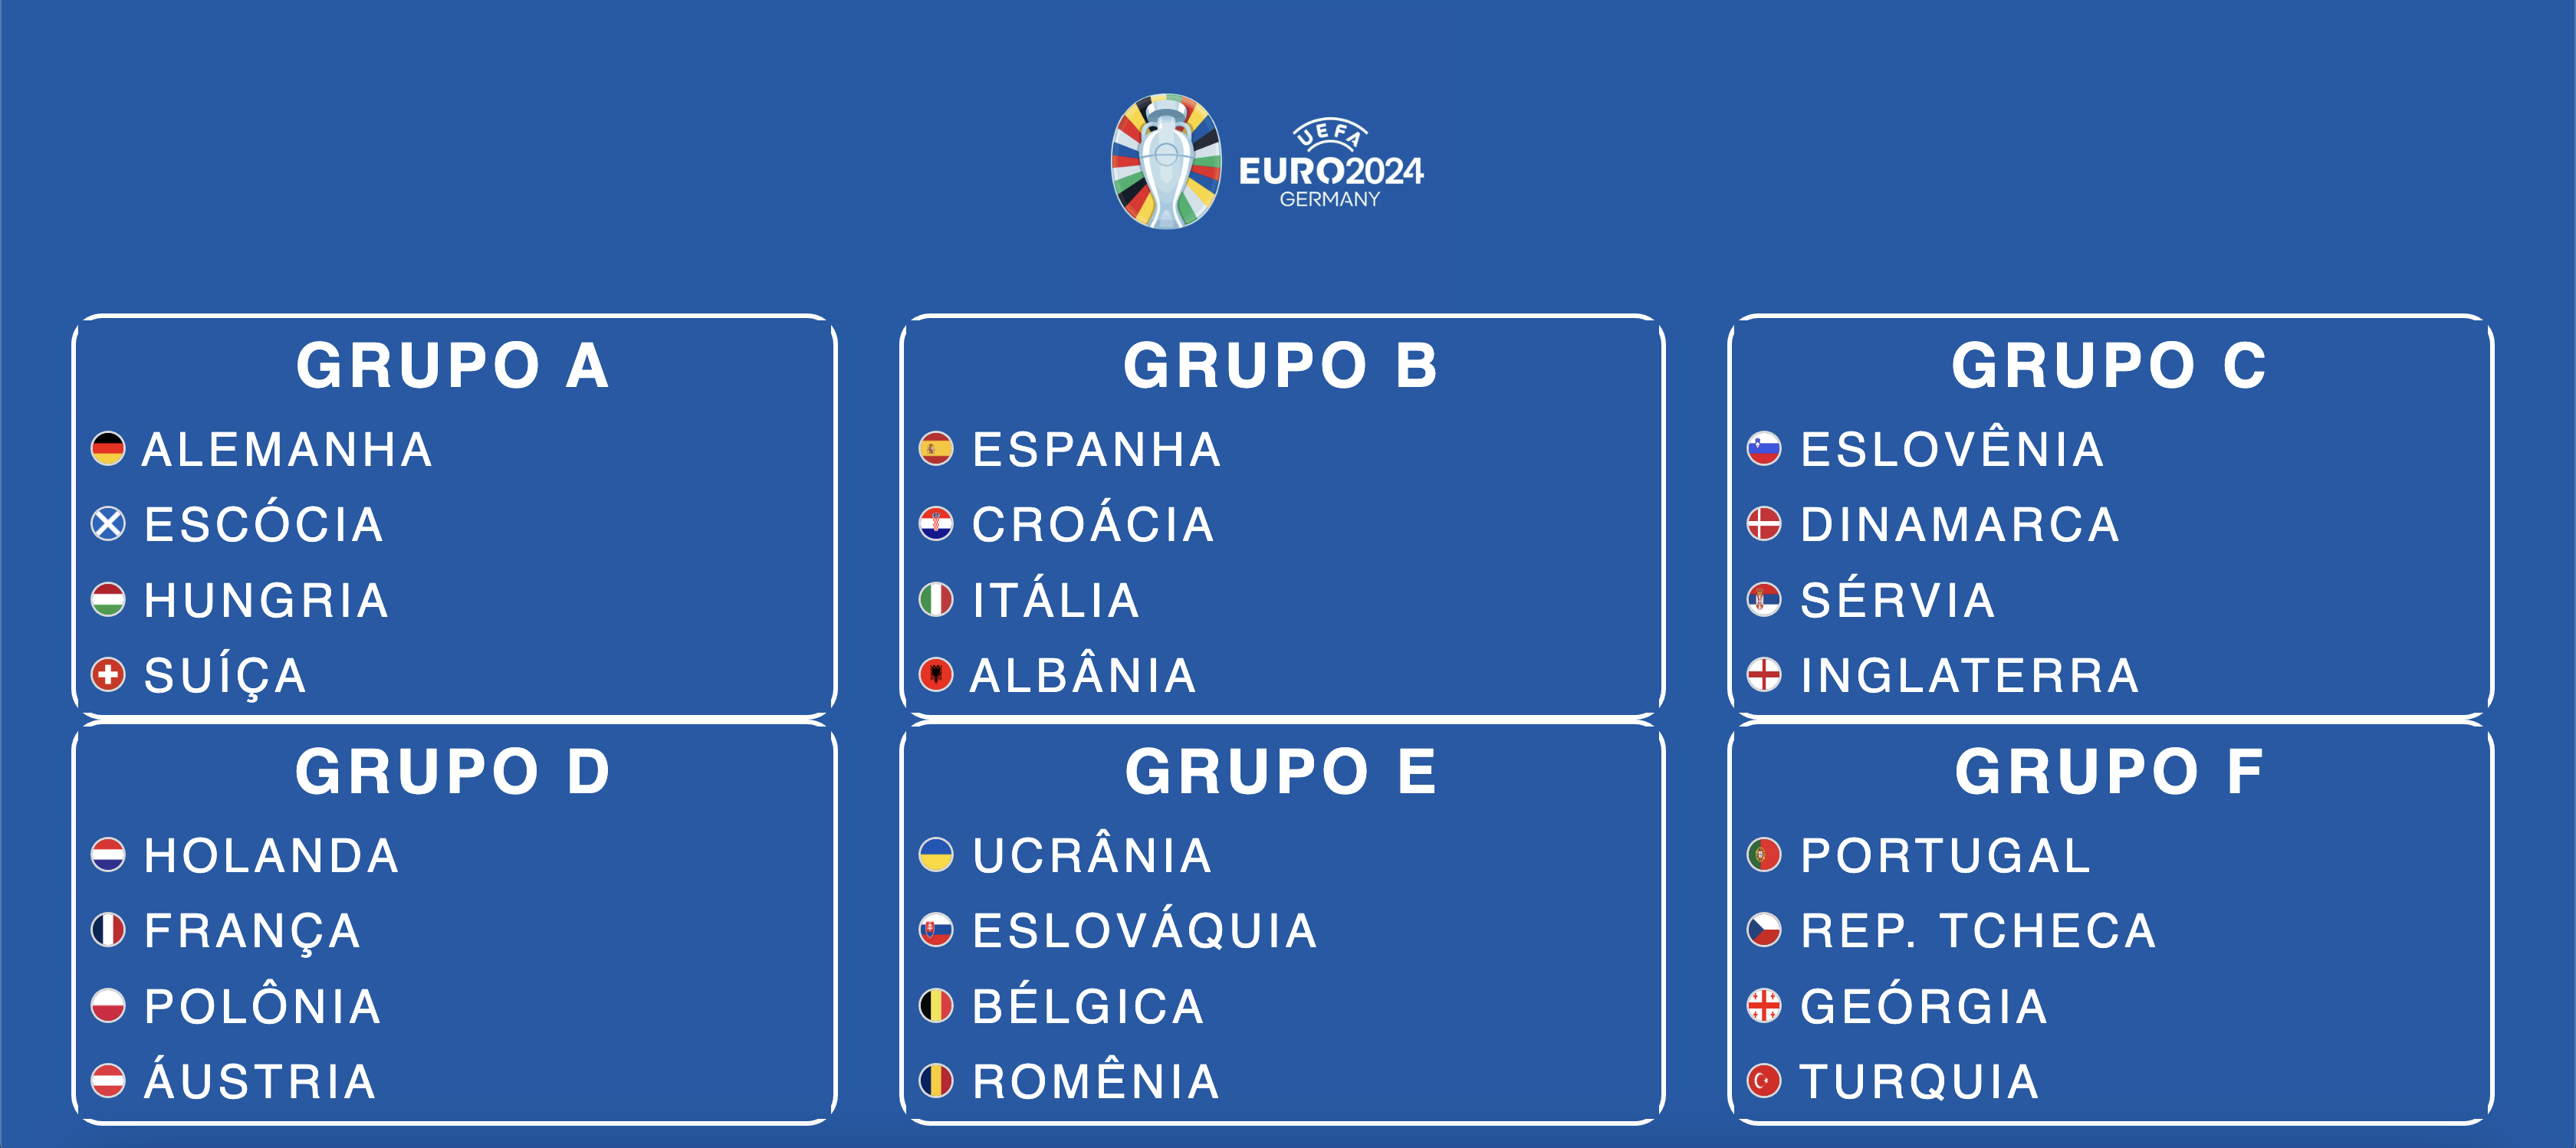 UEFA
EURO2024
GERMANY
GRUPO A
ALEMANHA
ESCÓCIA
HUNGRIA
SUÍÇA
GRUPO B
ESPANHA
CROÁCIA
ITÁLIA
ALBÂNIA
GRUPO C
ESLOVÊNIA
DINAMARCA
SÉRVIA
INGLATERRA
GRUPO D
HOLANDA
FRANÇA
POLÔNIA
ÁUSTRIA
GRUPO E
UCRÂNIA
ESLOVÁQUIA
BÉLGICA
ROMÊNIA
GRUPO F
PORTUGAL
REP. TCHECA
GEÓRGIA
TURQUIA